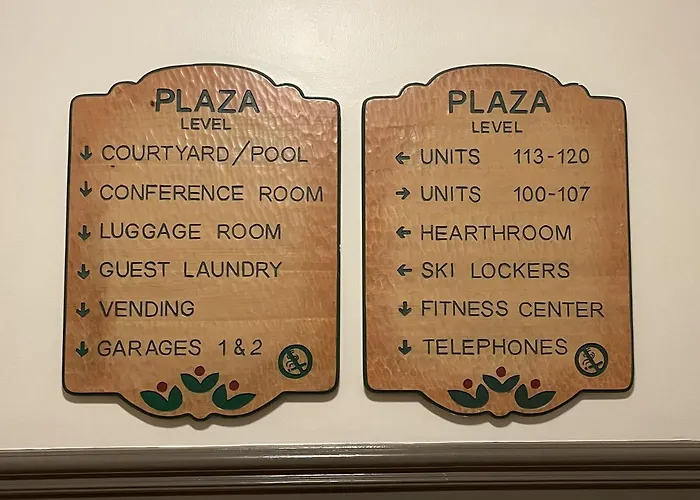 PLAZA
LEVEL
↓ COURTYARD/POOL
↓ CONFERENCE ROOM
↓ LUGGAGE ROOM
↓ GUEST LAUNDRY
↓ VENDING
↓ GARAGES 1&2
PLAZA
LEVEL
← UNITS 113-120
→ UNITS 100-107
← HEARTHROOM
← SKI LOCKERS
↓ FITNESS CENTER
↓ TELEPHONES